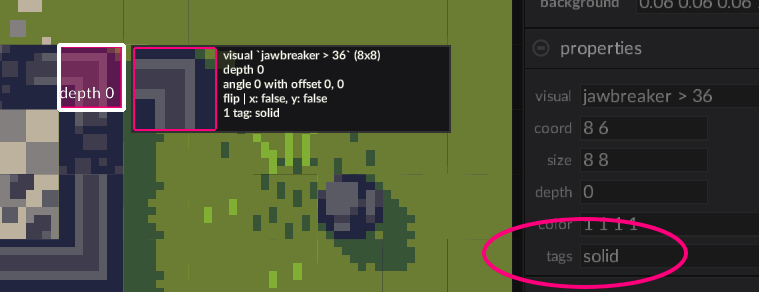 background 0.06 0.06 0.06
properties
visual `jawbreaker > 36` (8x8)
depth 0
angle 0 with offset 0, 0
flip | x: false, y: false
1 tag: solid
depth 0
visual jawbreaker > 36
coord 8 6
size 8 8
depth 0
color 1 1 1 1
tags solid